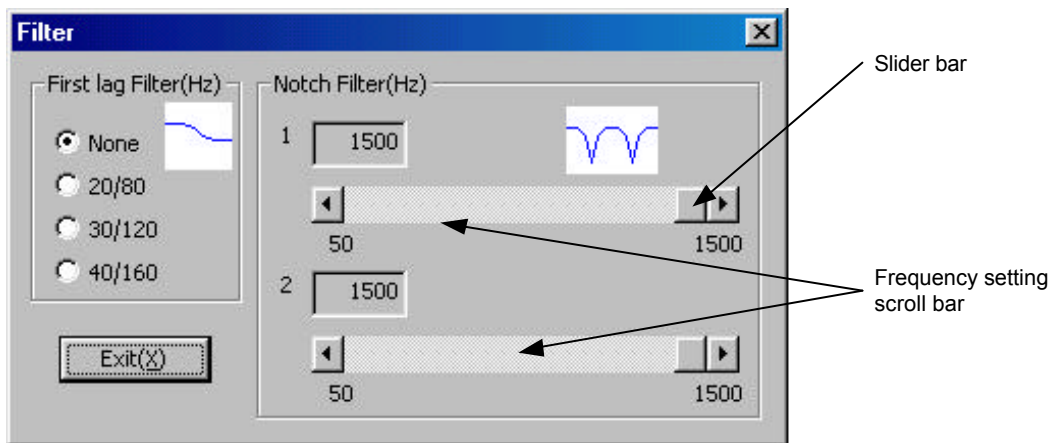 Filter
First lag Filter(Hz)
None
20/80
30/120
40/160
Exit(X)
Notch Filter(Hz)
1
1500
50
1500
2
1500
50
1500
Slider bar
Frequency setting
scroll bar